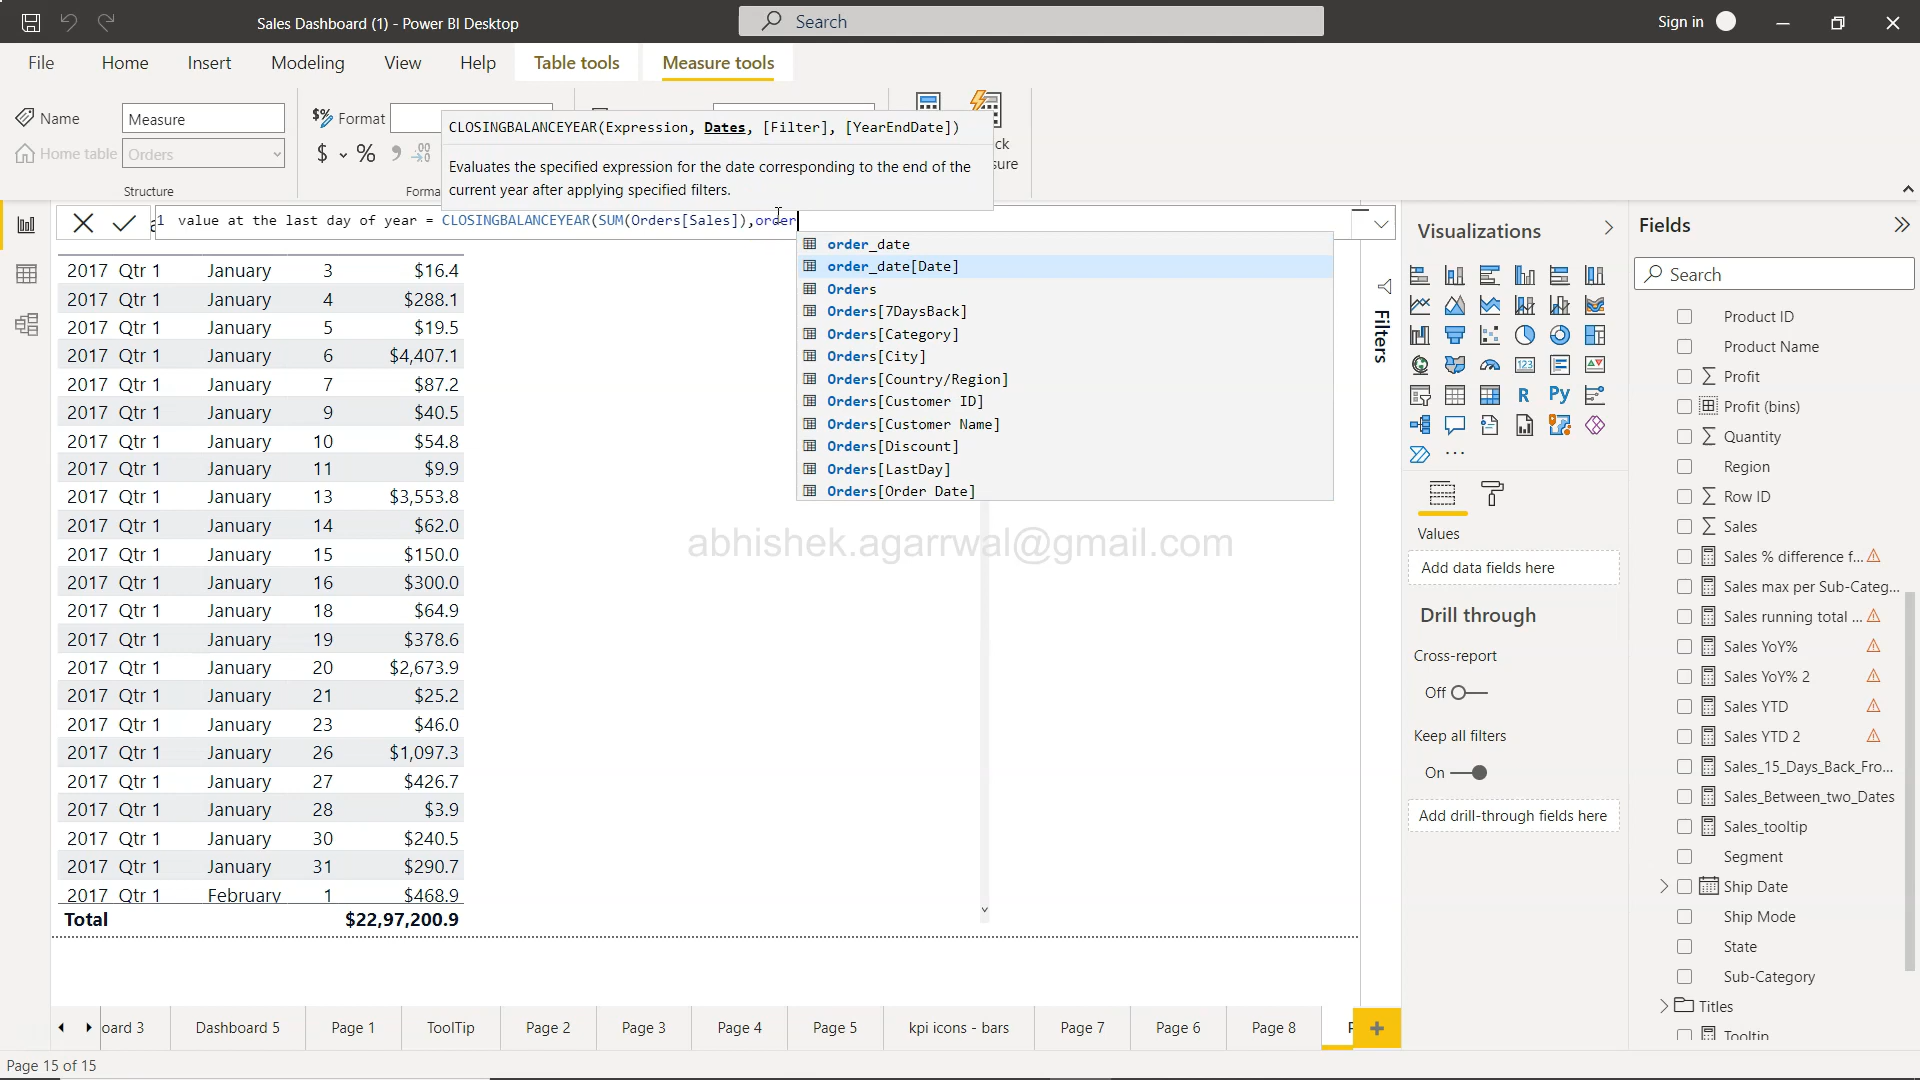 Sales Dashboard (1) - Power BI Desktop
Search
Sign in
File
Home
Insert
Modeling
View
Help
Table tools
Measure tools
Name
Measure
Home table
Orders
Structure
Format
$
%
Forma
ck
sure
CLOSINGBALANCEYEAR(Expression, Dates, [Filter], [YearEndDate])
Evaluates the specified expression for the date corresponding to the end of the
current year after applying specified filters.
1 value at the last day of year = CLOSINGBALANCEYEAR(SUM(Orders[Sales]),order
order_date
order_date[Date]
Orders
Orders[7DaysBack]
Orders[Category]
Orders[City]
Orders[Country/Region]
Orders[Customer ID]
Orders[Customer Name]
Orders[Discount]
Orders[LastDay]
Orders[Order Date]
2017 Qtr 1 January 3 $16.4
2017 Qtr 1 January 4 $288.1
2017 Qtr 1 January 5 $19.5
2017 Qtr 1 January 6 $4,407.1
2017 Qtr 1 January 7 $87.2
2017 Qtr 1 January 9 $40.5
2017 Qtr 1 January 10 $54.8
2017 Qtr 1 January 11 $9.9
2017 Qtr 1 January 13 $3,553.8
2017 Qtr 1 January 14 $62.0
2017 Qtr 1 January 15 $150.0
2017 Qtr 1 January 16 $300.0
2017 Qtr 1 January 18 $64.9
2017 Qtr 1 January 19 $378.6
2017 Qtr 1 January 20 $2,673.9
2017 Qtr 1 January 21 $25.2
2017 Qtr 1 January 23 $46.0
2017 Qtr 1 January 26 $1,097.3
2017 Qtr 1 January 27 $426.7
2017 Qtr 1 January 28 $3.9
2017 Qtr 1 January 30 $240.5
2017 Qtr 1 January 31 $290.7
2017 Qtr 1 February 1 $468.9
Total $22,97,200.9
abhishek.agarrwal@gmail.com
Filters
Visualizations
123
R
Py
Values
Add data fields here
Drill through
Cross-report
Off
Keep all filters
On
Add drill-through fields here
Fields
Search
Product ID
Product Name
Profit
Profit (bins)
Quantity
Region
Row ID
Sales
Sales % difference f...
Sales max per Sub-Categ...
Sales running total ...
Sales YoY%
Sales YoY% 2
Sales YTD
Sales YTD 2
Sales_15_Days_Back_Fro...
Sales_Between_two_Dates
Sales_tooltip
Segment
Ship Date
Ship Mode
State
Sub-Category
Titles
Tooltip
oard 3
Dashboard 5
Page 1
ToolTip
Page 2
Page 3
Page 4
Page 5
kpi icons - bars
Page 7
Page 6
Page 8
Page 15 of 15